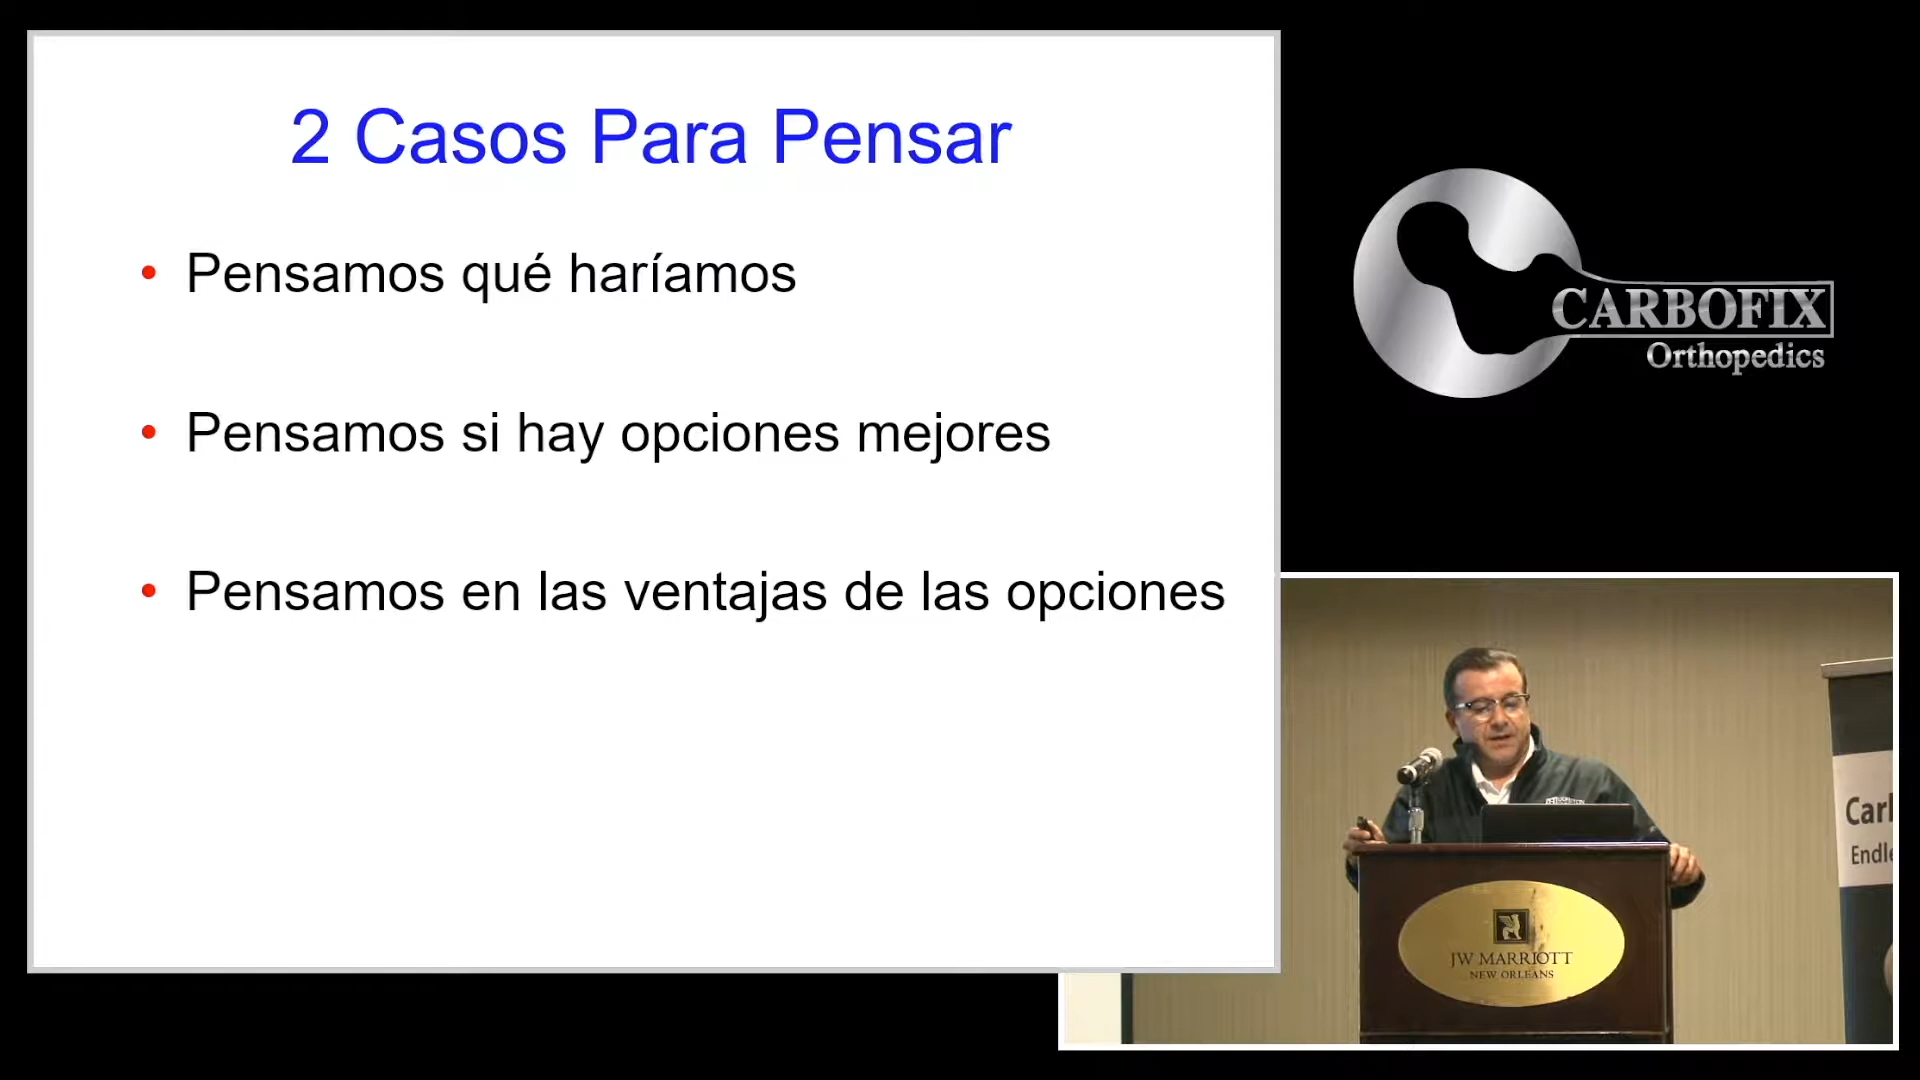 2 Casos Para Pensar
• Pensamos qué haríamos
• Pensamos si hay opciones mejores
• Pensamos en las ventajas de las opciones
CARBOFIX
Orthopedics
JW MARRIOTT
NEW ORLEANS